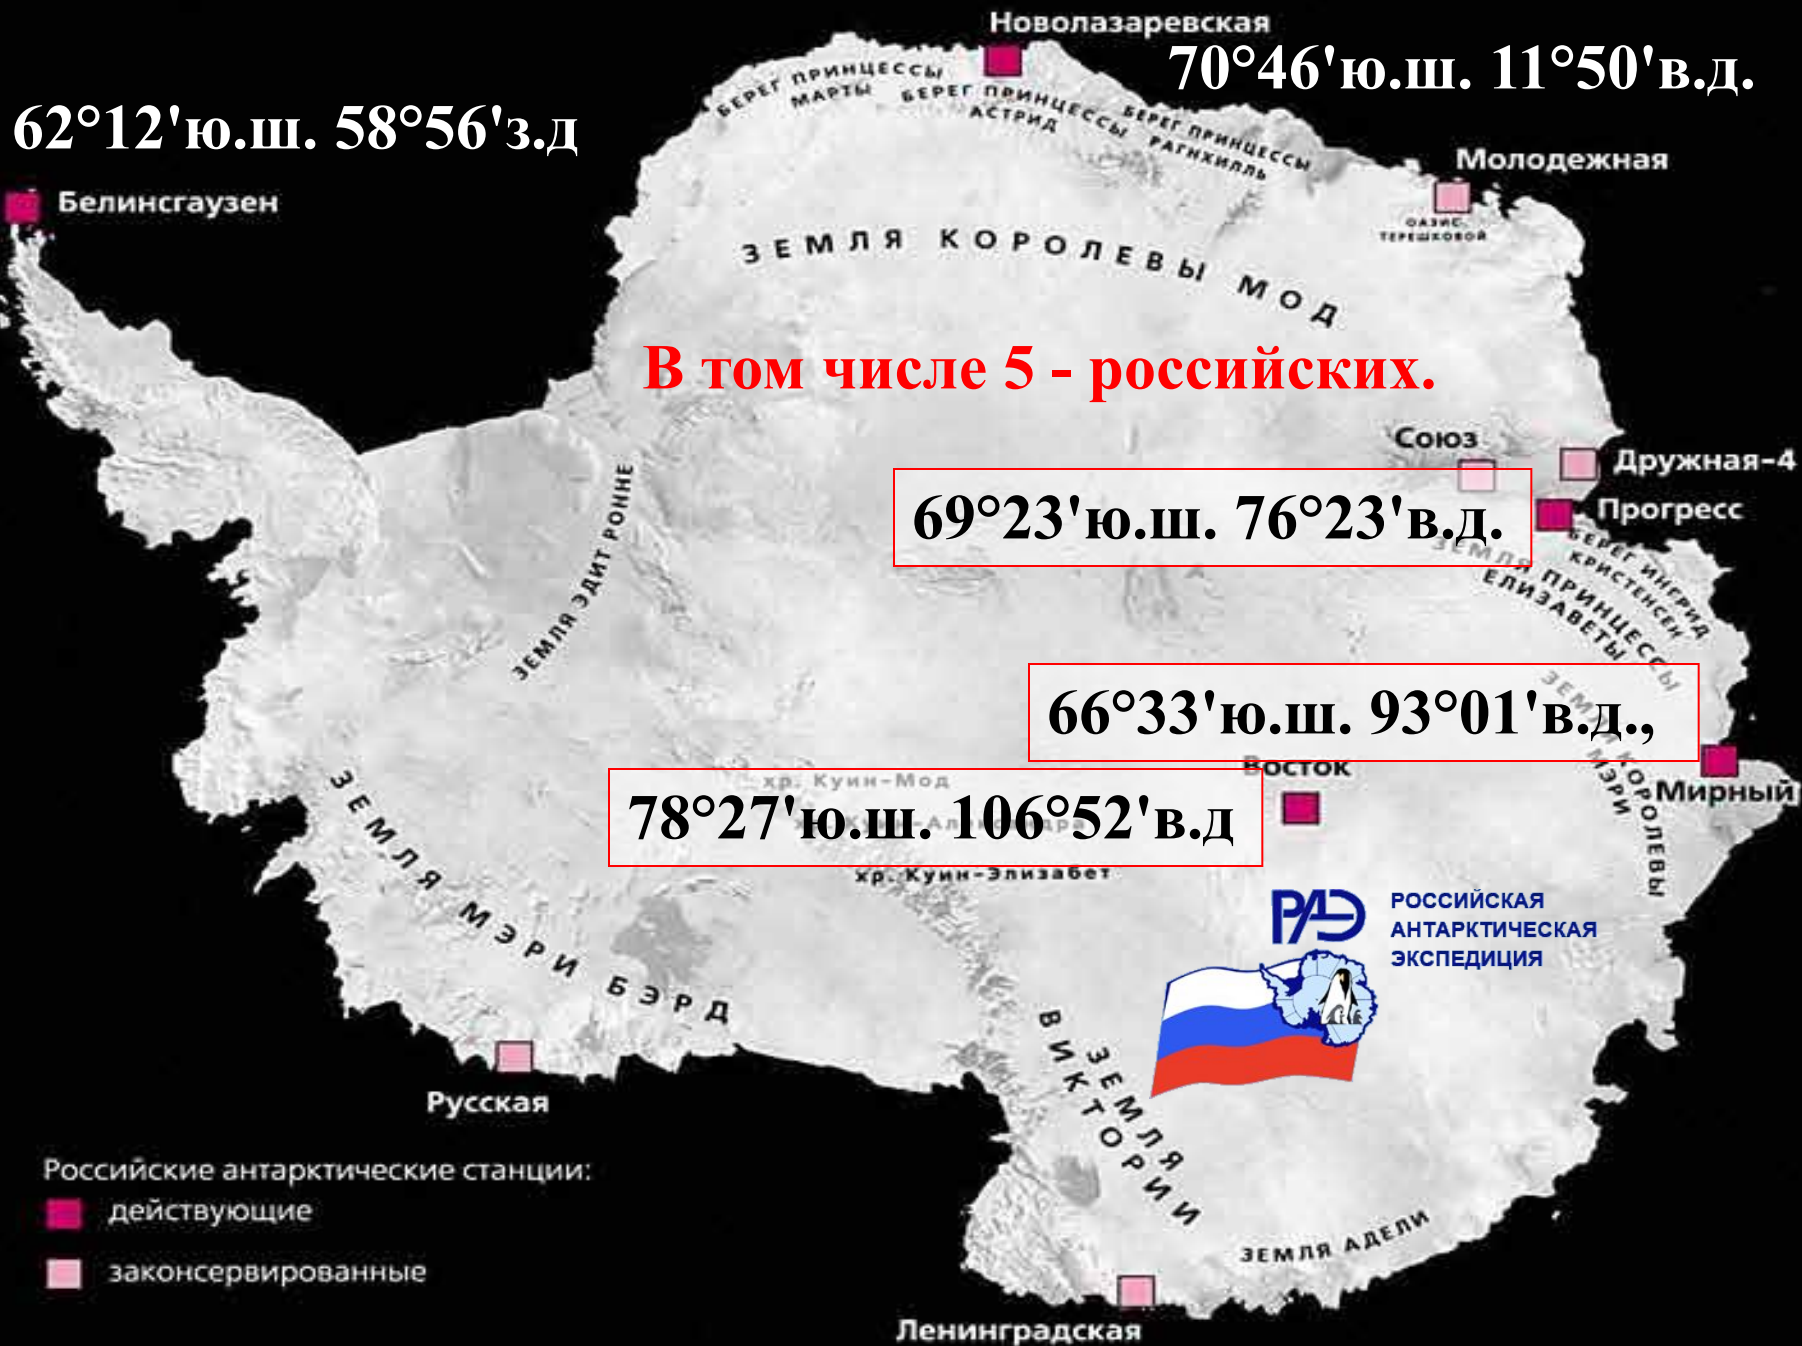 Новолазаревская
70°46'ю.ш. 11°50'в.д.
62°12'ю.ш. 58°56'з.д
БЕРЕГ ПРИНЦЕССЫ
МАРТЫ
БЕРЕГ ПРИНЦЕССЫ
АСТРИД
БЕРЕГ ПРИНЦЕССЫ
РАГНХИЛЛЬ
Молодежная
Белинсгаузен
ОАЗИС
ТЕРЕШКОВОЙ
ЗЕМЛЯ КОРОЛЕВЫ МОД
В том числе 5 - российских.
Союз
Дружная-4
69°23'ю.ш. 76°23'в.д.
Прогресс
ЗЕМЛЯ ЭДИТ РОННЕ
БЕРЕГ ИНГРИД
КРИСТЕНСЕН
ЗЕМЛЯ ПРИНЦЕССЫ
ЕЛИЗАВЕТЫ
66°33'ю.ш. 93°01'в.д.,
ЗЕМЛЯ КОРОЛЕВЫ
МЭРИ
Восток
Мирный
хр. Куин-Мод
78°27'ю.ш. 106°52'в.д
хр. Куин-Элизабет
ЗЕМЛЯ МЭРИ БЭРД
РАЭ
РОССИЙСКАЯ
АНТАРКТИЧЕСКАЯ
ЭКСПЕДИЦИЯ
ЗЕМЛЯ
ВИКТОРИИ
Русская
Российские антарктические станции:
действующие
законсервированные
ЗЕМЛЯ АДЕЛИ
Ленинградская